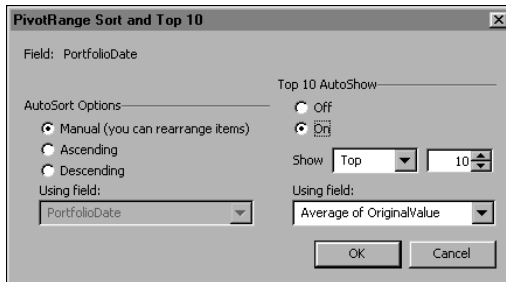 PivotRange Sort and Top 10
Field: PortfolioDate
AutoSort Options
Manual (you can rearrange items)
Ascending
Descending
Using field:
PortfolioDate
Top 10 AutoShow
Off
On
Show Top 10
Using field:
Average of OriginalValue
OK Cancel